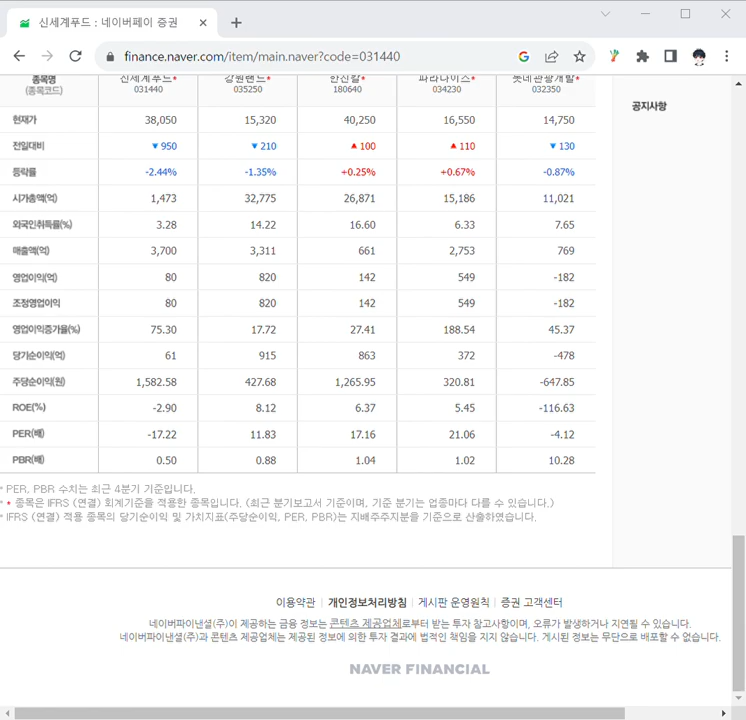 신세계푸드 : 네이버페이 증권
finance.naver.com/item/main.naver?code=031440
종목명 신세계푸드* 강원랜드* 한진칼* 파라다이스* 롯데관광개발*
(종목코드) 031440 035250 180640 034230 032350
공지사항
현재가 38,050 15,320 40,250 16,550 14,750
전일대비 ▼950 ▼210 ▲100 ▲110 ▼130
등락률 -2.44% -1.35% +0.25% +0.67% -0.87%
시가총액(억) 1,473 32,775 26,871 15,186 11,021
외국인취득률(%) 3.28 14.22 16.60 6.33 7.65
매출액(억) 3,700 3,311 661 2,753 769
영업이익(억) 80 820 142 549 -182
조정영업이익 80 820 142 549 -182
영업이익증가율(%) 75.30 17.72 27.41 188.54 45.37
당기순이익(억) 61 915 863 372 -478
주당순이익(원) 1,582.58 427.68 1,265.95 320.81 -647.85
ROE(%) -2.90 8.12 6.37 5.45 -116.63
PER(배) -17.22 11.83 17.16 21.06 -4.12
PBR(배) 0.50 0.88 1.04 1.02 10.28
* PER, PBR 수치는 최근 4분기 기준입니다.
* * 종목은 IFRS (연결) 회계기준을 적용한 종목입니다. (최근 분기보고서 기준이며, 기준 분기는 업종마다 다를 수 있습니다.)
* IFRS (연결) 적용 종목의 당기순이익 및 가치지표(주당순이익, PER, PBR)는 지배주주지분을 기준으로 산출하였습니다.
이용약관 | 개인정보처리방침 | 게시판 운영원칙 | 증권 고객센터
네이버파이낸셜(주)이 제공하는 금융 정보는 콘텐츠 제공업체로부터 받는 투자 참고사항이며, 오류가 발생하거나 지연될 수 있습니다.
네이버파이낸셜(주)과 콘텐츠 제공업체는 제공된 정보에 의한 투자 결과에 법적인 책임을 지지 않습니다. 게시된 정보는 무단으로 배포할 수 없습니다.
NAVER FINANCIAL